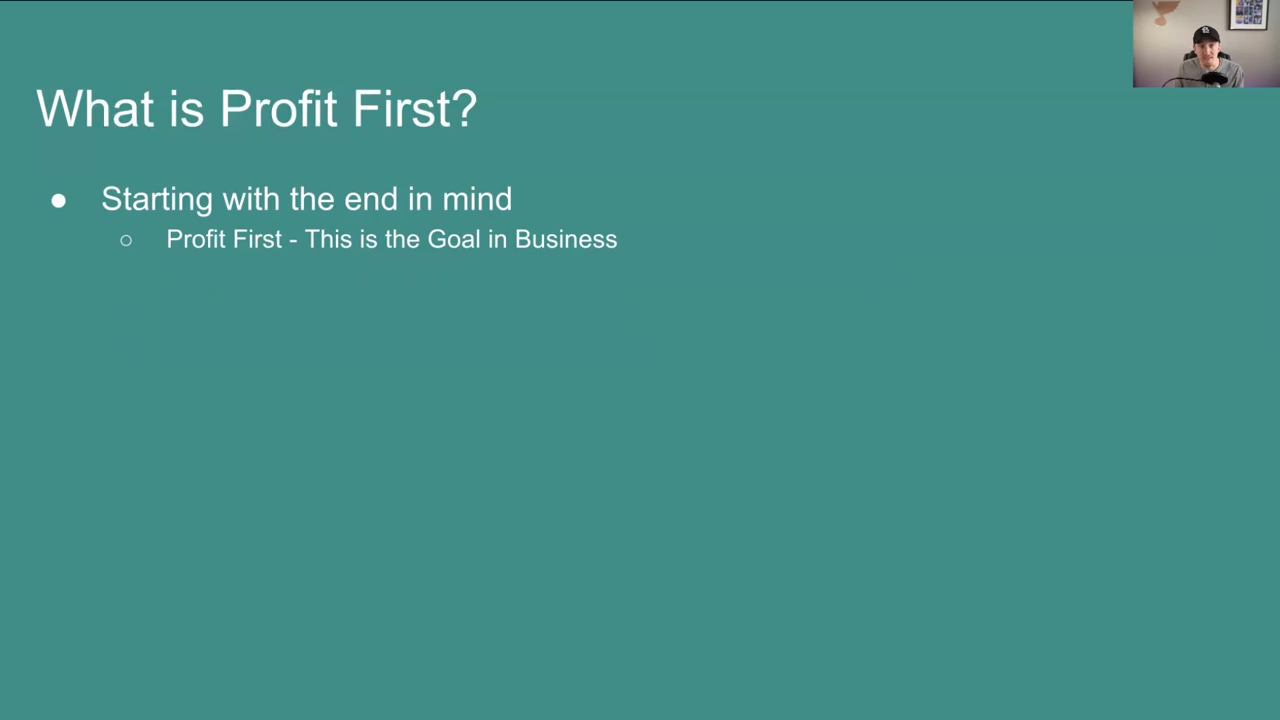 What is Profit First?
● Starting with the end in mind
○ Profit First - This is the Goal in Business